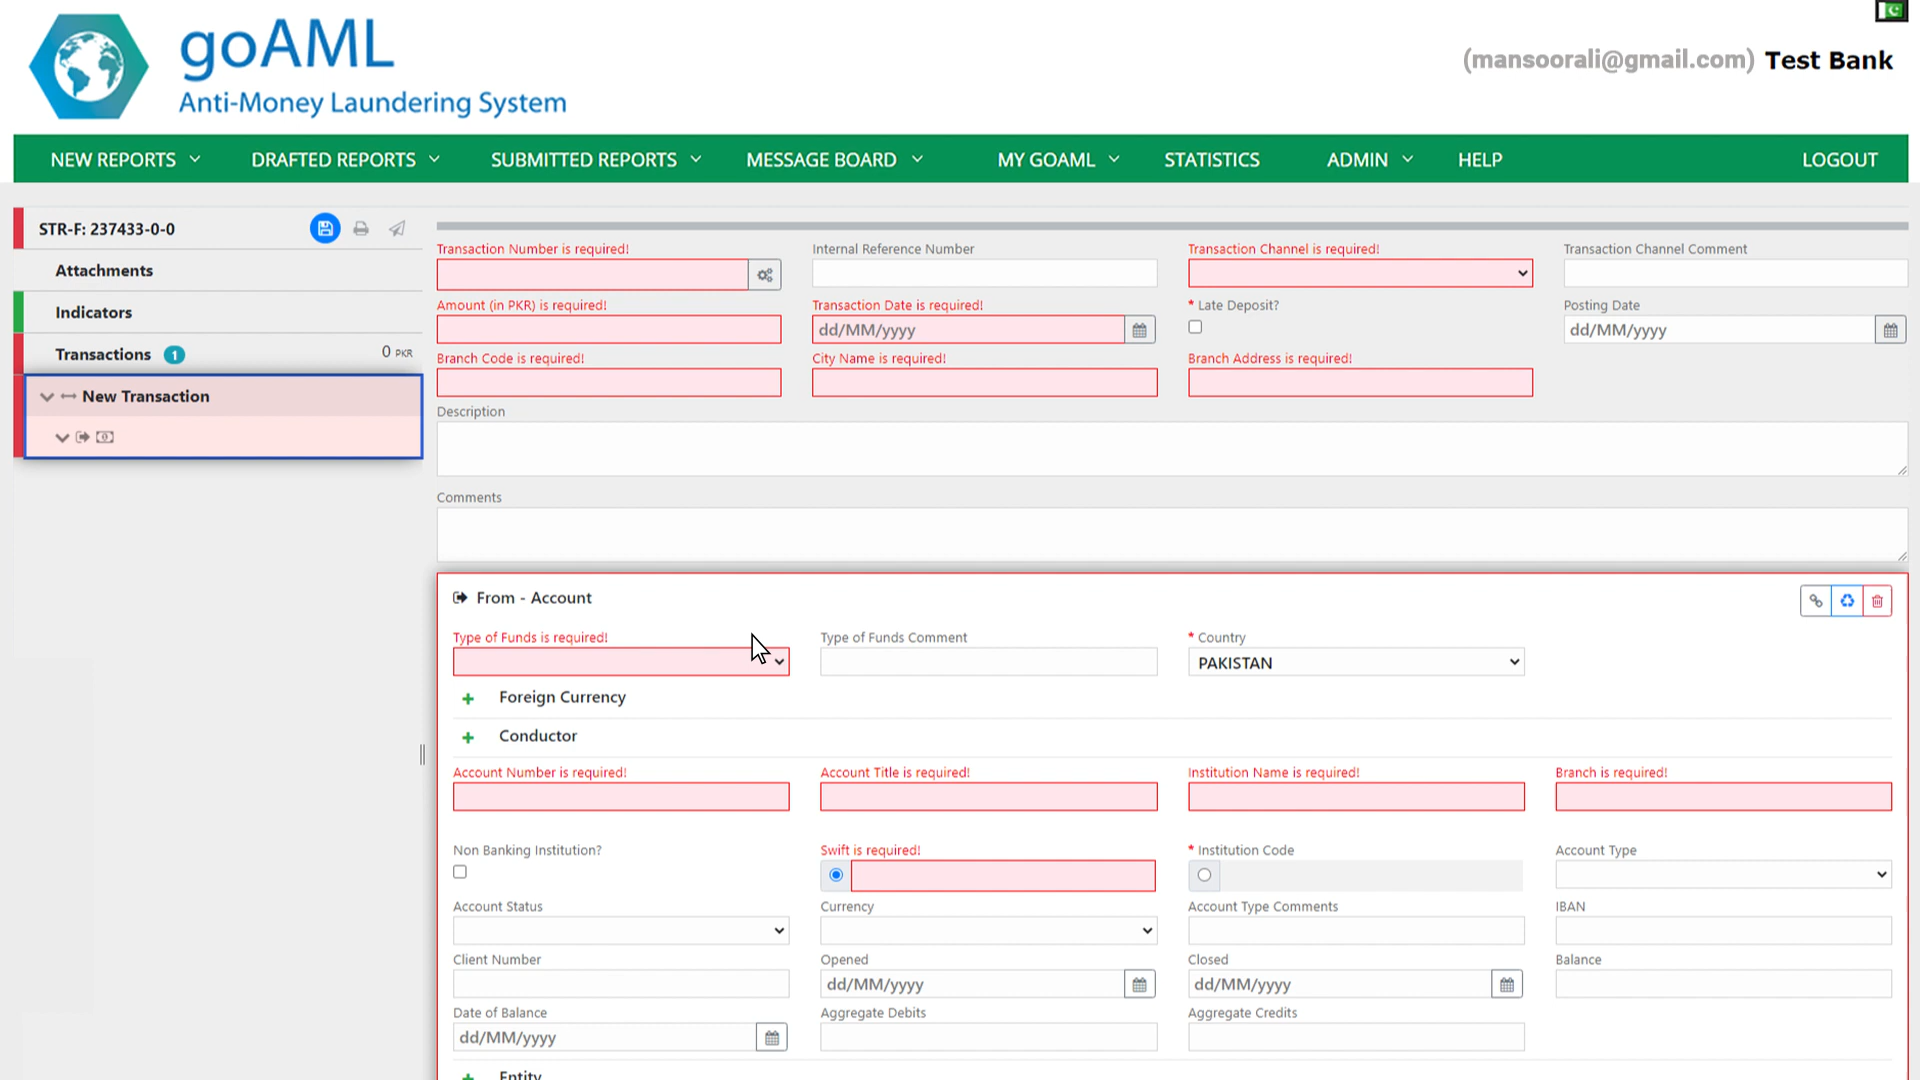 goAML
Anti-Money Laundering System
(mansoorali@gmail.com) Test Bank
NEW REPORTS DRAFTED REPORTS SUBMITTED REPORTS MESSAGE BOARD MY GOAML STATISTICS ADMIN HELP LOGOUT
STR-F: 237433-0-0
Attachments
Indicators
Transactions 1 0 PKR
New Transaction
Transaction Number is required! Internal Reference Number Transaction Channel is required! Transaction Channel Comment
Amount (in PKR) is required! Transaction Date is required! * Late Deposit? Posting Date
dd/MM/yyyy dd/MM/yyyy
Branch Code is required! City Name is required! Branch Address is required!
Description
Comments
From - Account
Type of Funds is required! Type of Funds Comment * Country
PAKISTAN
+ Foreign Currency
+ Conductor
Account Number is required! Account Title is required! Institution Name is required! Branch is required!
Non Banking Institution? Swift is required! * Institution Code Account Type
Account Status Currency Account Type Comments IBAN
Client Number Opened Closed Balance
dd/MM/yyyy dd/MM/yyyy
Date of Balance Aggregate Debits Aggregate Credits
dd/MM/yyyy
+ Entity